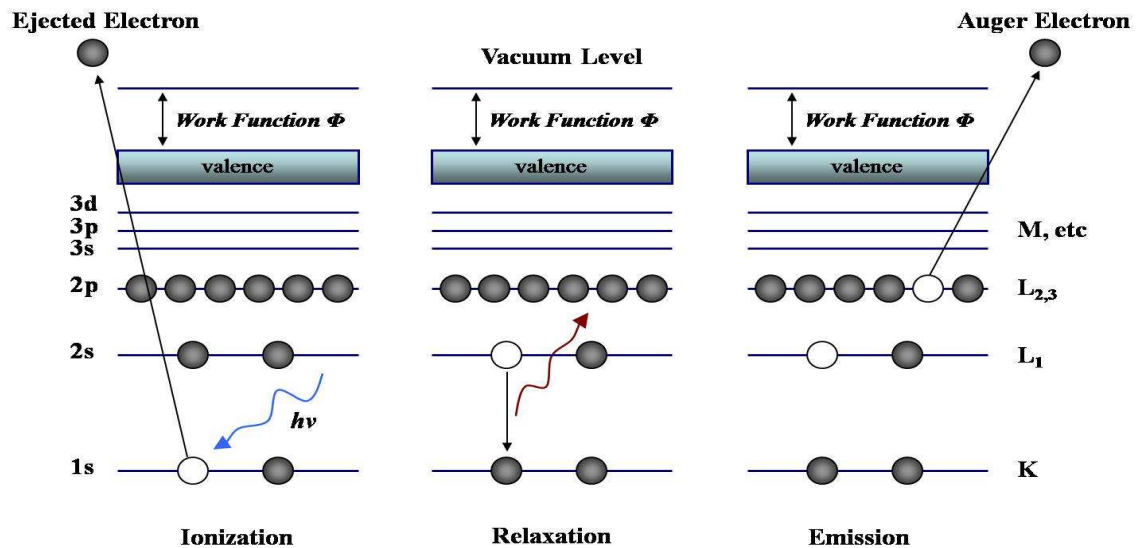 Ejected Electron
Auger Electron
Vacuum Level
Work Function Φ
Work Function Φ
Work Function Φ
valence
valence
valence
3d
3p
M, etc
3s
2p
L2,3
2s
L1
hν
1s
K
Ionization
Relaxation
Emission